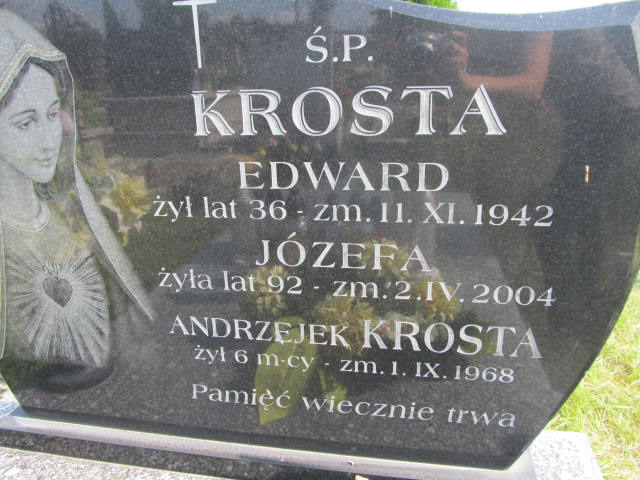 Ś.P.
KROSTA
EDWARD
żył lat 36 - zm. 11. XI. 1942
JÓZEFA
żyła lat 92 - zm. 2. IV. 2004
ANDRZEJEK KROSTA
żył 6 m-cy - zm. 1. IX. 1968
Pamięć wiecznie trwa